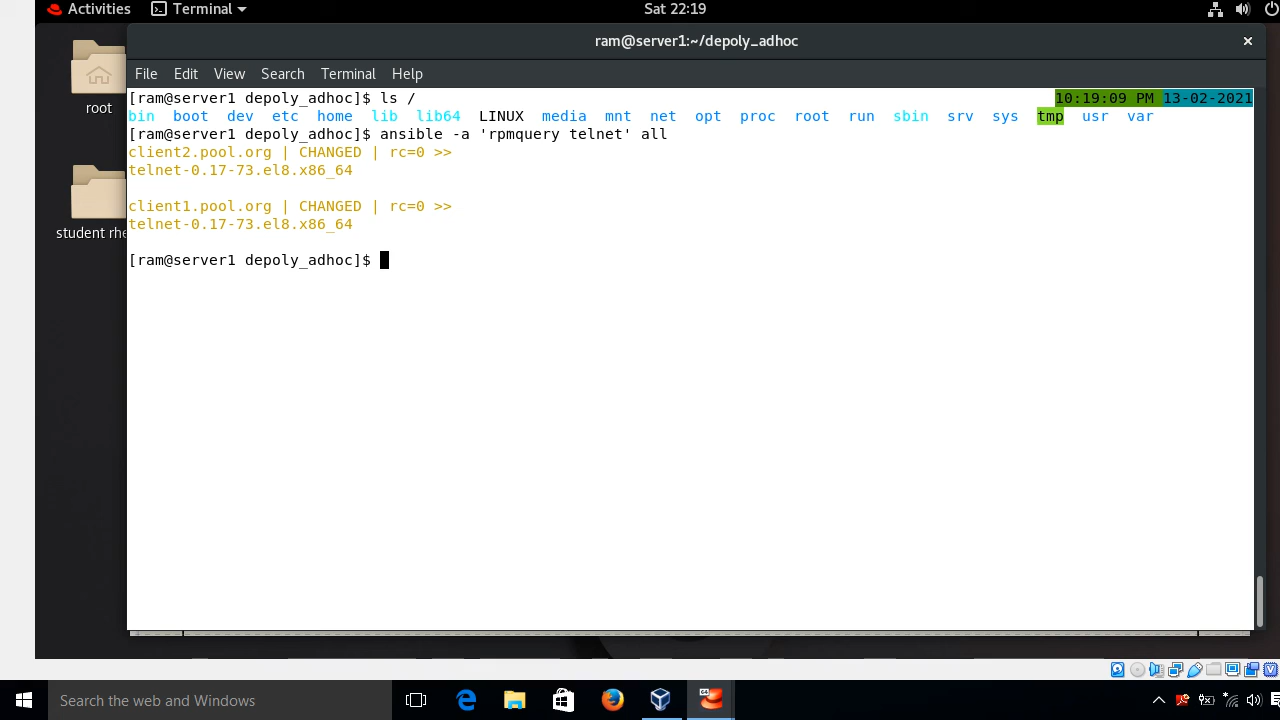 Activities Terminal Sat 22:19
ram@server1:~/depoly_adhoc ×
File Edit View Search Terminal Help
[ram@server1 depoly_adhoc]$ ls / 10:19:09 PM 13-02-2021
bin boot dev etc home lib lib64 LINUX media mnt net opt proc root run sbin srv sys tmp usr var
[ram@server1 depoly_adhoc]$ ansible -a 'rpmquery telnet' all
client2.pool.org | CHANGED | rc=0 >>
telnet-0.17-73.el8.x86_64
client1.pool.org | CHANGED | rc=0 >>
telnet-0.17-73.el8.x86_64
[ram@server1 depoly_adhoc]$
root
student rhe
Search the web and Windows
64